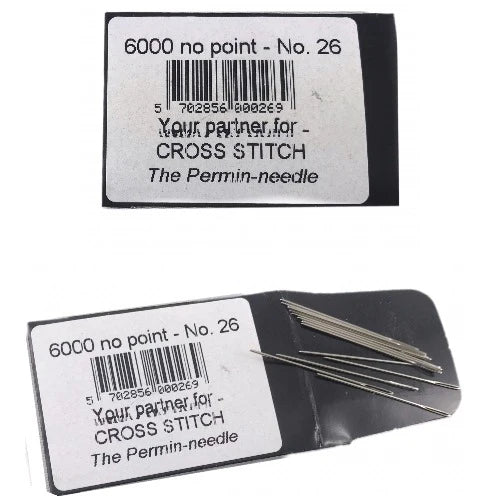 6000 no point - No. 26
5 702856 000269
Your partner for -
CROSS STITCH
The Permin-needle
6000 no point - No. 26
5 702856 000269
Your partner for -
CROSS STITCH
The Permin-needle